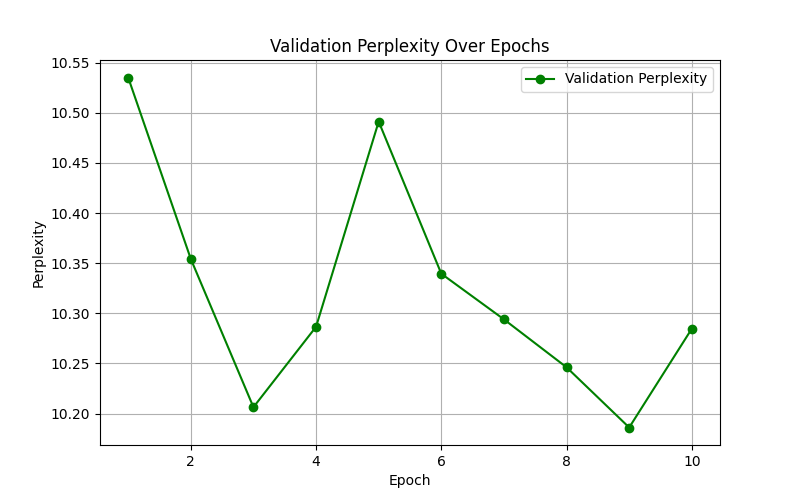 Validation Perplexity Over Epochs
Validation Perplexity
10.55
10.50
10.45
10.40
10.35
10.30
10.25
10.20
Perplexity
2 4 6 8 10
Epoch